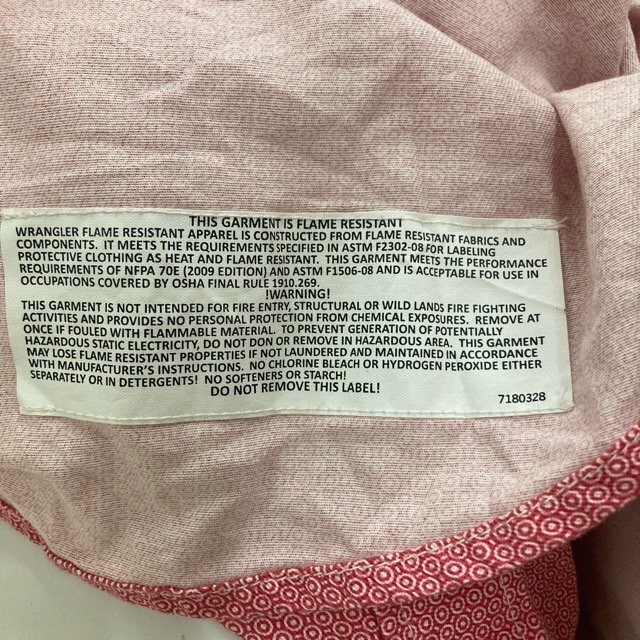 THIS GARMENT IS FLAME RESISTANT
WRANGLER FLAME RESISTANT APPAREL IS CONSTRUCTED FROM FLAME RESISTANT FABRICS AND
COMPONENTS. IT MEETS THE REQUIREMENTS SPECIFIED IN ASTM F2302-08 FOR LABELING
PROTECTIVE CLOTHING AS HEAT AND FLAME RESISTANT. THIS GARMENT MEETS THE PERFORMANCE
REQUIREMENTS OF NFPA 70E (2009 EDITION) AND ASTM F1506-08 AND IS ACCEPTABLE FOR USE IN
OCCUPATIONS COVERED BY OSHA FINAL RULE 1910.269.
!WARNING!
THIS GARMENT IS NOT INTENDED FOR FIRE ENTRY, STRUCTURAL OR WILD LANDS FIRE FIGHTING
ACTIVITIES AND PROVIDES NO PERSONAL PROTECTION FROM CHEMICAL EXPOSURES. REMOVE AT
ONCE IF FOULED WITH FLAMMABLE MATERIAL. TO PREVENT GENERATION OF POTENTIALLY
HAZARDOUS STATIC ELECTRICITY, DO NOT DON OR REMOVE IN HAZARDOUS AREA. THIS GARMENT
MAY LOSE FLAME RESISTANT PROPERTIES IF NOT LAUNDERED AND MAINTAINED IN ACCORDANCE
WITH MANUFACTURER'S INSTRUCTIONS. NO CHLORINE BLEACH OR HYDROGEN PEROXIDE EITHER
SEPARATELY OR IN DETERGENTS! NO SOFTENERS OR STARCH!
DO NOT REMOVE THIS LABEL!
7180328